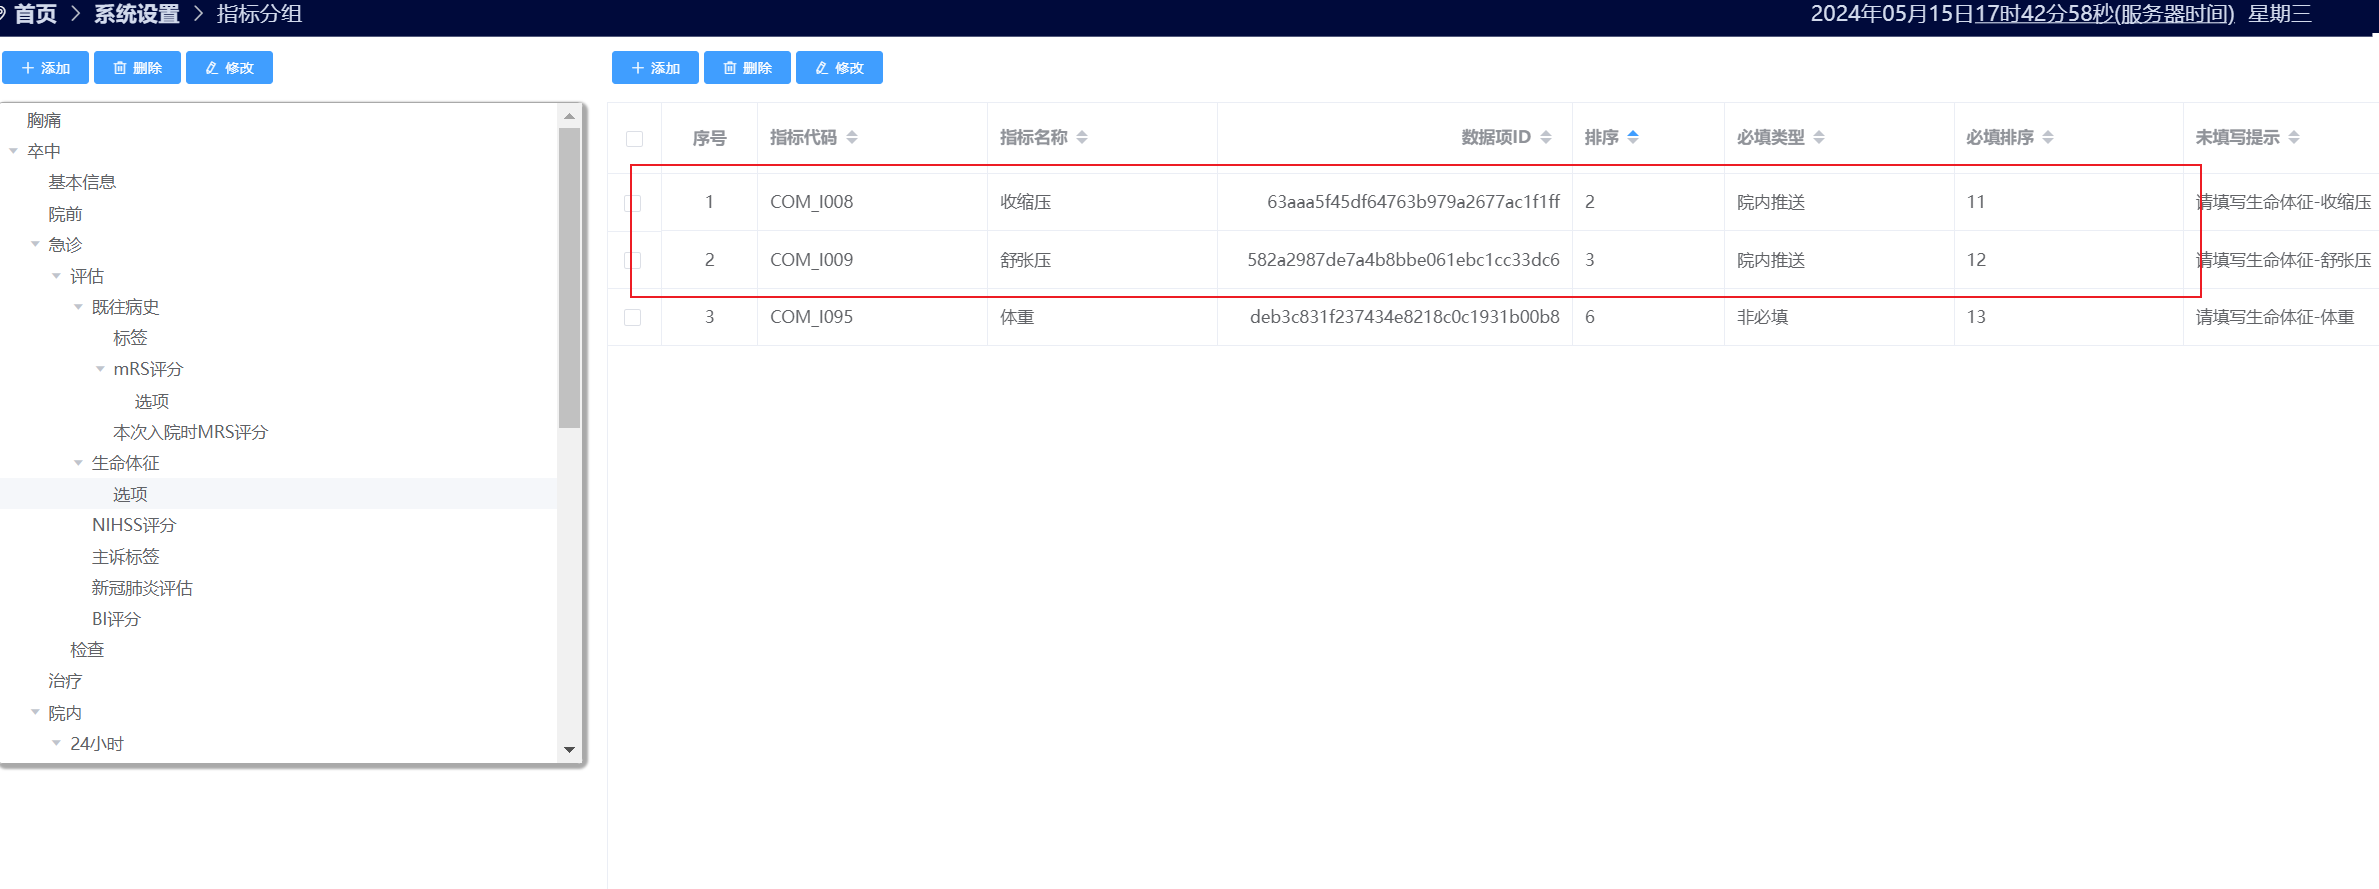 首页 > 系统设置 > 指标分组
2024年05月15日17时42分58秒(服务器时间) 星期三
添加 删除 修改
胸痛
卒中
基本信息
院前
急诊
评估
既往病史
标签
mRS评分
选项
本次入院时MRS评分
生命体征
选项
NIHSS评分
主诉标签
新冠肺炎评估
BI评分
检查
治疗
院内
24小时
添加 删除 修改
序号 指标代码 指标名称 数据项ID 排序 必填类型 必填排序 未填写提示
1 COM_I008 收缩压 63aaa5f45df64763b979a2677ac1f1ff 2 院内推送 11 请填写生命体征-收缩压
2 COM_I009 舒张压 582a2987de7a4b8bbe061ebc1cc33dc6 3 院内推送 12 请填写生命体征-舒张压
3 COM_I095 体重 deb3c831f237434e8218c0c1931b00b8 6 非必填 13 请填写生命体征-体重